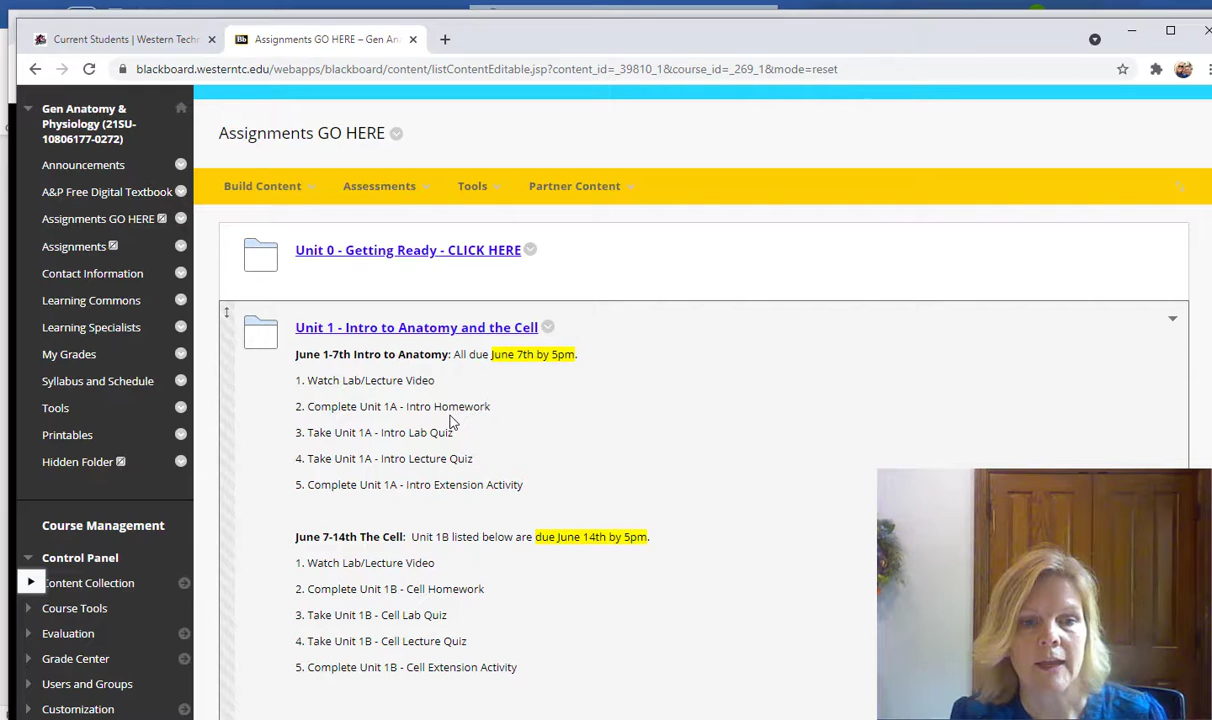 Current Students | Western Techn
Bb Assignments GO HERE – Gen An
blackboard.westerntc.edu/webapps/blackboard/content/listContentEditable.jsp?content_id=_39810_1&course_id=_269_1&mode=reset
Gen Anatomy &
Physiology (21SU-
10806177-0272)
Announcements
A&P Free Digital Textbook
Assignments GO HERE
Assignments
Contact Information
Learning Commons
Learning Specialists
My Grades
Syllabus and Schedule
Tools
Printables
Hidden Folder
Course Management
Control Panel
Content Collection
Course Tools
Evaluation
Grade Center
Users and Groups
Customization
Assignments GO HERE
Build Content
Assessments
Tools
Partner Content
Unit 0 - Getting Ready - CLICK HERE
Unit 1 - Intro to Anatomy and the Cell
June 1-7th Intro to Anatomy: All due June 7th by 5pm.
1. Watch Lab/Lecture Video
2. Complete Unit 1A - Intro Homework
3. Take Unit 1A - Intro Lab Quiz
4. Take Unit 1A - Intro Lecture Quiz
5. Complete Unit 1A - Intro Extension Activity
June 7-14th The Cell: Unit 1B listed below are due June 14th by 5pm.
1. Watch Lab/Lecture Video
2. Complete Unit 1B - Cell Homework
3. Take Unit 1B - Cell Lab Quiz
4. Take Unit 1B - Cell Lecture Quiz
5. Complete Unit 1B - Cell Extension Activity